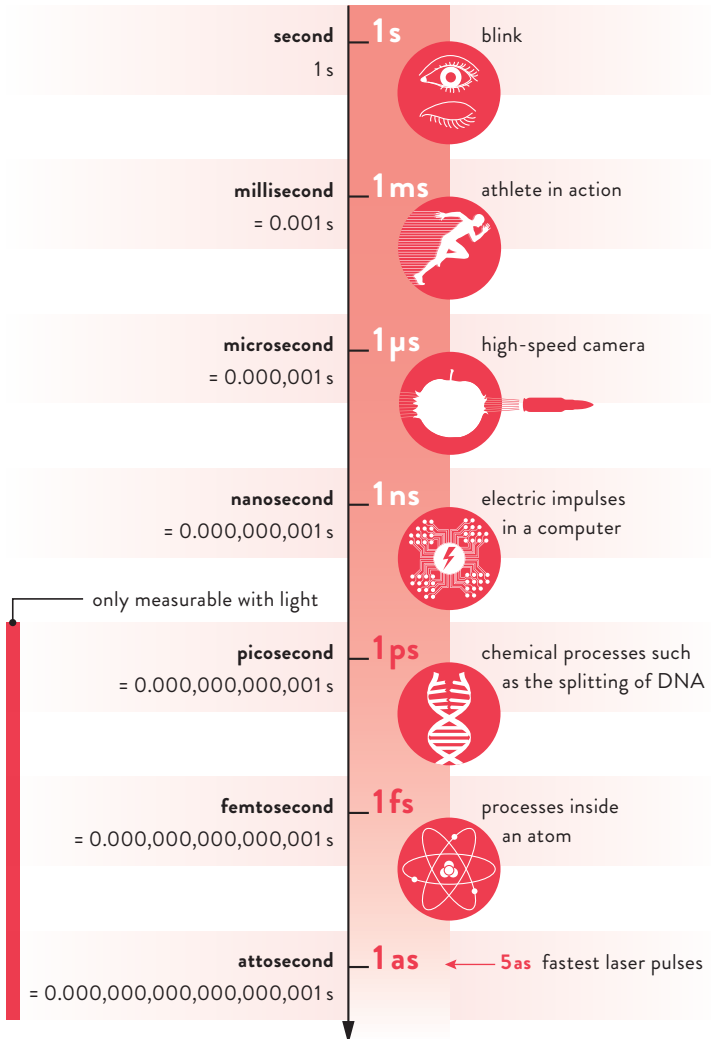 second
1 s
1s
blink
millisecond
= 0.001 s
1ms
athlete in action
microsecond
= 0.000,001 s
1µs
high-speed camera
nanosecond
= 0.000,000,001 s
1ns
electric impulses
in a computer
only measurable with light
picosecond
= 0.000,000,000,001 s
1ps
chemical processes such
as the splitting of DNA
femtosecond
= 0.000,000,000,000,001 s
1fs
processes inside
an atom
attosecond
= 0.000,000,000,000,000,001 s
1as
5as fastest laser pulses